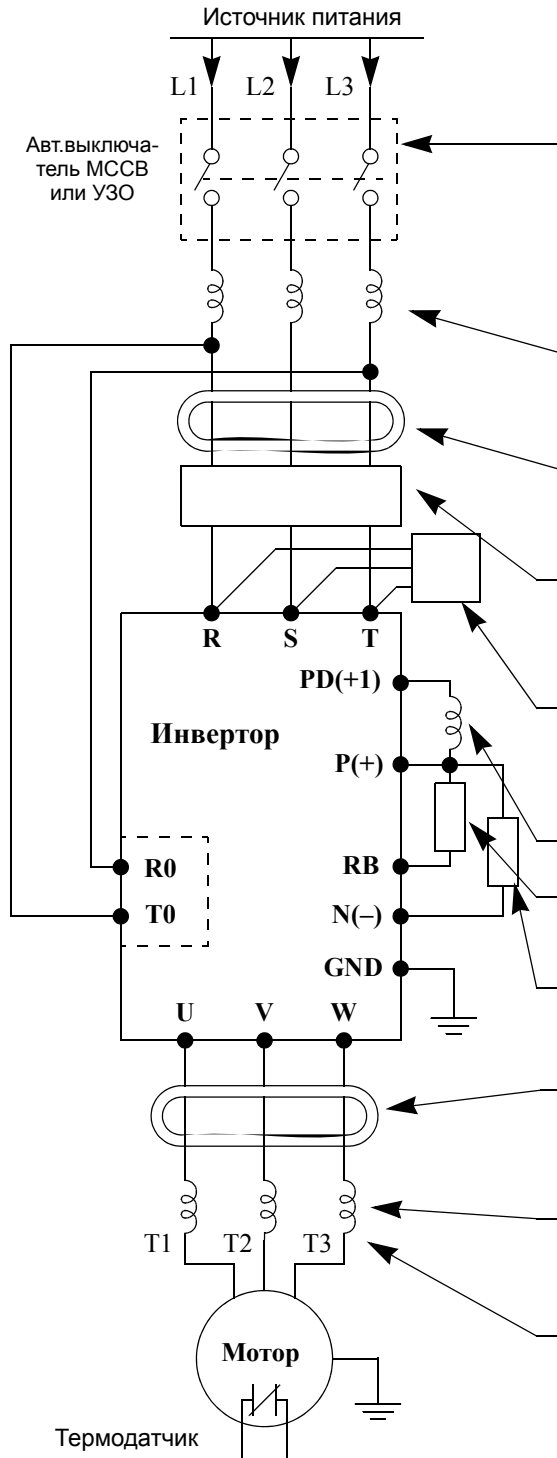 Источник питания
L1 L2 L3
Авт.выключа-
тель МССВ
или УЗО
R S T
PD(+1)
Инвертор
P(+)
R0
RB
T0
N(–)
GND
U V W
T1 T2 T3
Мотор
Термодатчик